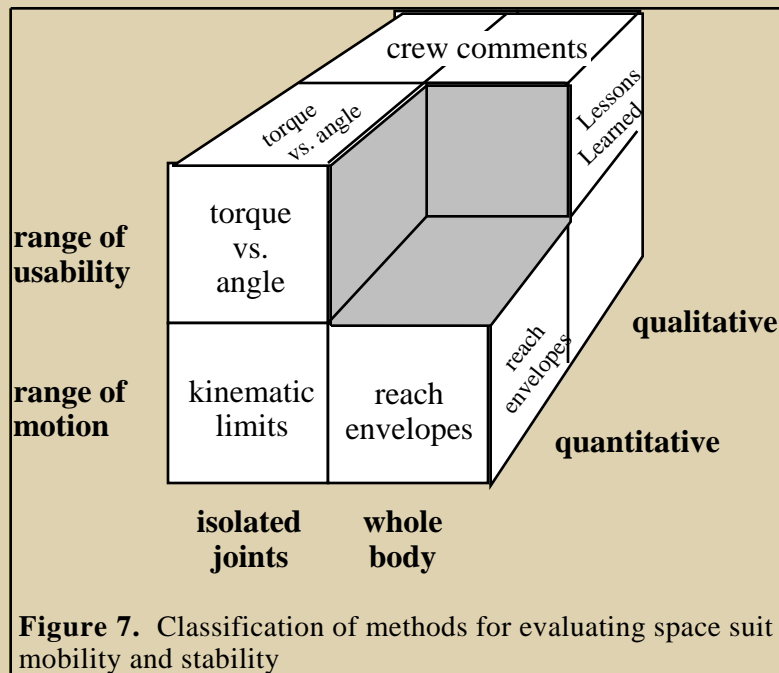 crew comments
torque
vs. angle
Lessons
Learned
range of
usability
torque
vs.
angle
qualitative
range of
motion
kinematic
limits
reach
envelopes
reach
envelopes
quantitative
isolated
joints
whole
body
Figure 7. Classification of methods for evaluating space suit
mobility and stability